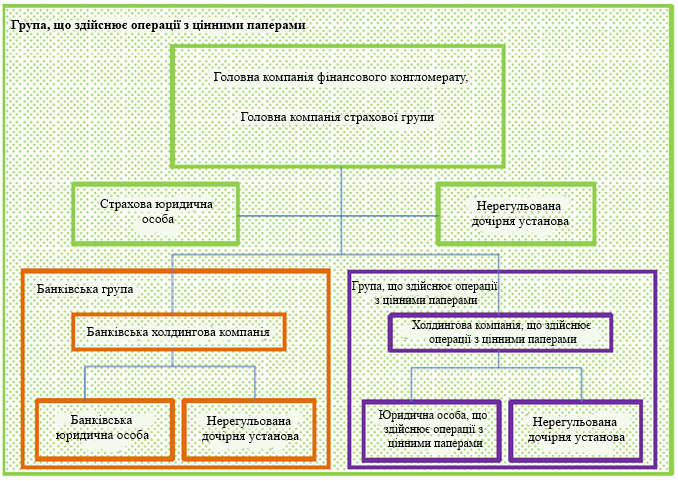 Група, що здійснює операції з цінними паперами
Головна компанія фінансового конгломерату,
Головна компанія страхової групи
Страхова юридична
особа
Нерегульована
дочірня установа
Банківська група
Банківська холдингова компанія
Банківська
юридична особа
Нерегульована
дочірня установа
Група, що здійснює операції
з цінними паперами
Холдингова компанія, що здійснює
операції з цінними паперами
Юридична особа, що
здійснює операції з
цінними паперами
Нерегульована
дочірня установа